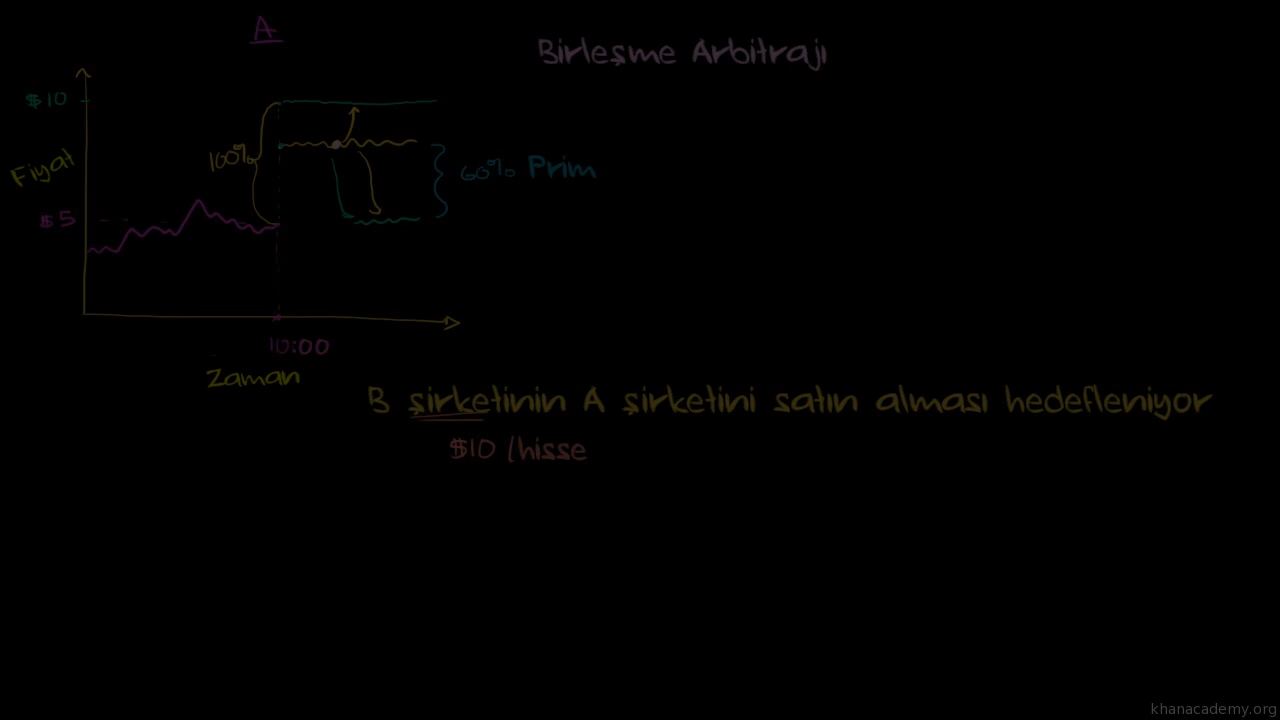 A
Birleşme Arbitrajı
$10
Fiyat
100%
60% Prim
$5
10:00
Zaman
B şirketinin A şirketini satın alması hedefleniyor
$10 /hisse
khanacademy.org